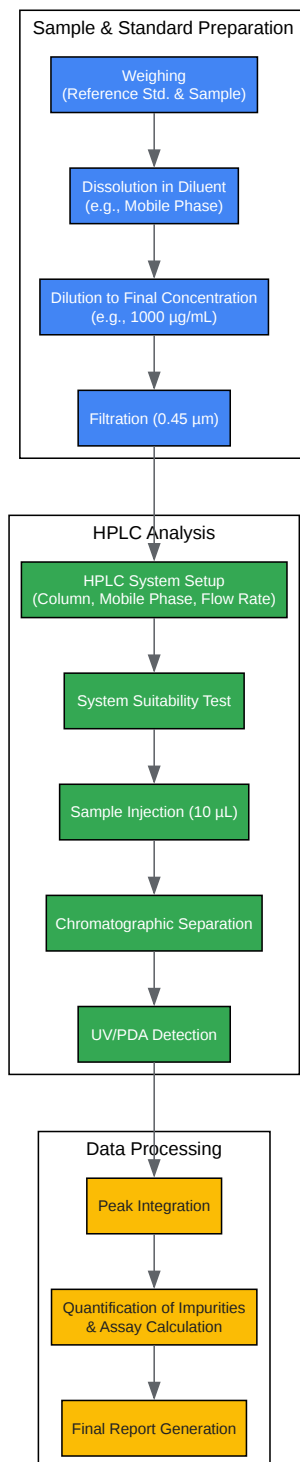 Sample & Standard Preparation
Weighing
(Reference Std. & Sample)
Dissolution in Diluent
(e.g., Mobile Phase)
Dilution to Final Concentration
(e.g., 1000 µg/mL)
Filtration (0.45 µm)
HPLC Analysis
HPLC System Setup
(Column, Mobile Phase, Flow Rate)
System Suitability Test
Sample Injection (10 µL)
Chromatographic Separation
UV/PDA Detection
Data Processing
Peak Integration
Quantification of Impurities
& Assay Calculation
Final Report Generation